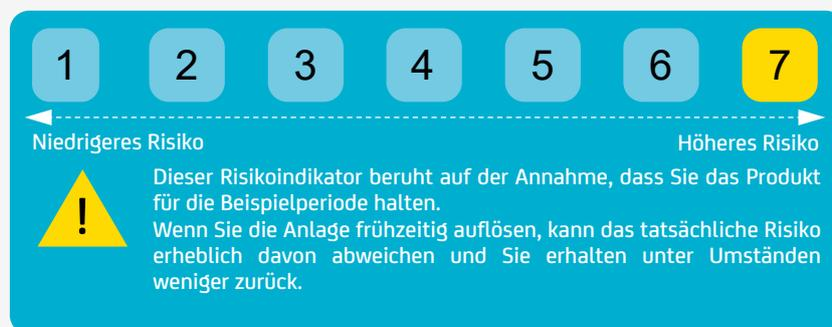 1 2 3 4 5 6 7
Niedrigeres Risiko Höheres Risiko
! Dieser Risikoindikator beruht auf der Annahme, dass Sie das Produkt
für die Beispielperiode halten.
Wenn Sie die Anlage frühzeitig auflösen, kann das tatsächliche Risiko
erheblich davon abweichen und Sie erhalten unter Umständen
weniger zurück.